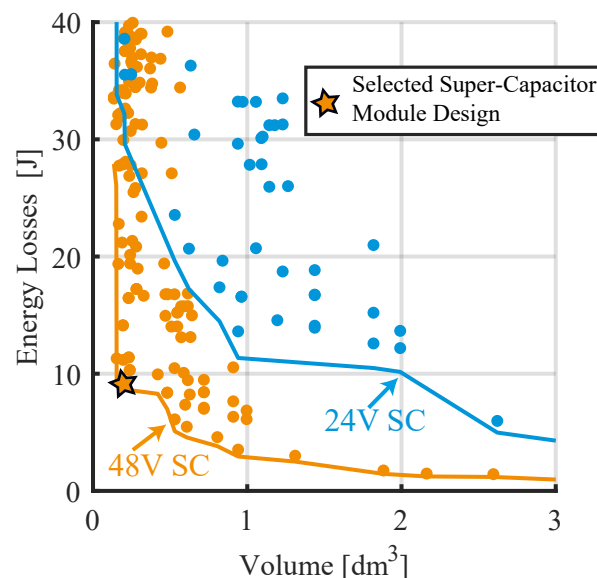 40
30
20
10
0
Energy Losses [J]
Selected Super-Capacitor
Module Design
24V SC
48V SC
0 1 2 3
Volume [dm³]